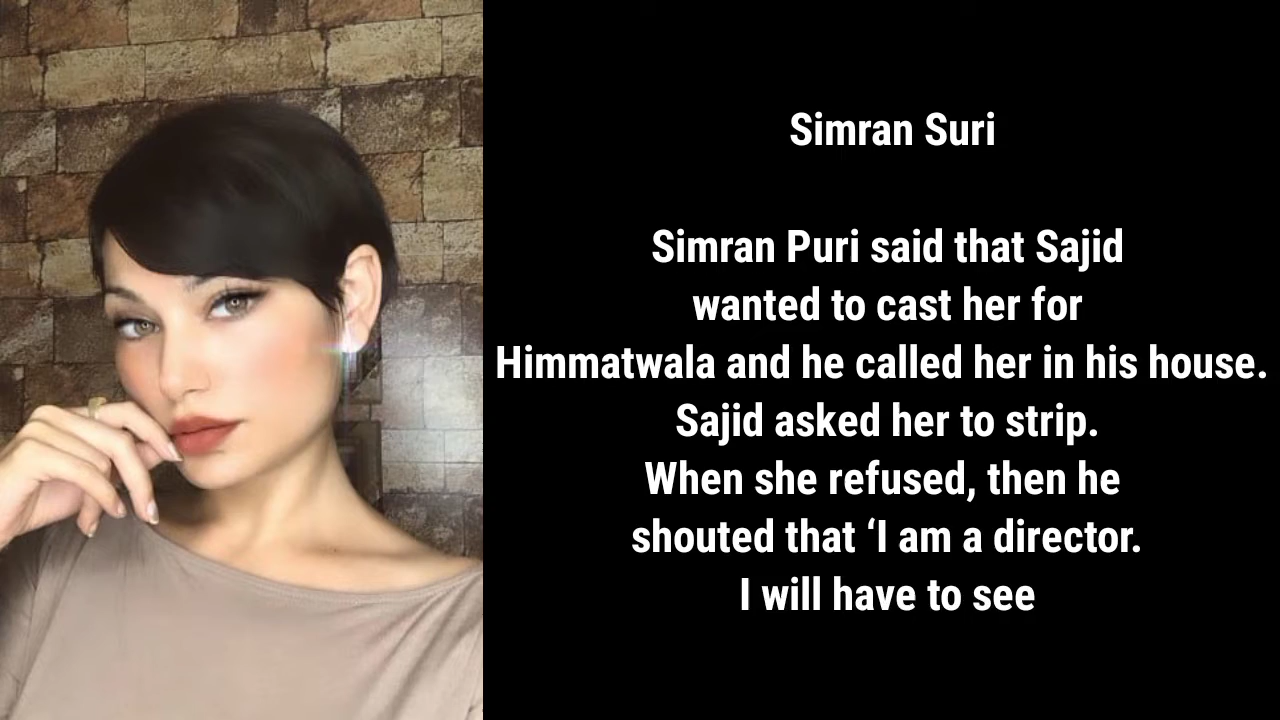 Simran Suri
Simran Puri said that Sajid
wanted to cast her for
Himmatwala and he called her in his house.
Sajid asked her to strip.
When she refused, then he
shouted that ‘I am a director.
I will have to see